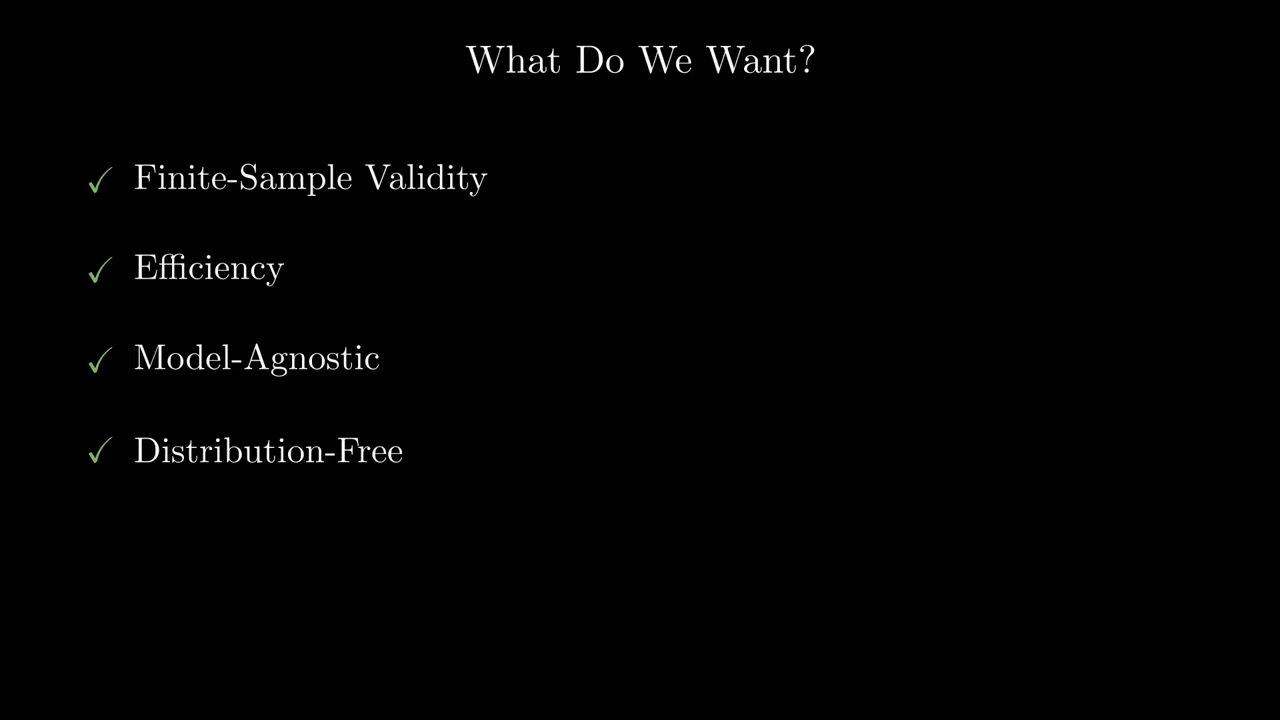 What Do We Want?
✓ Finite-Sample Validity
✓ Efficiency
✓ Model-Agnostic
✓ Distribution-Free